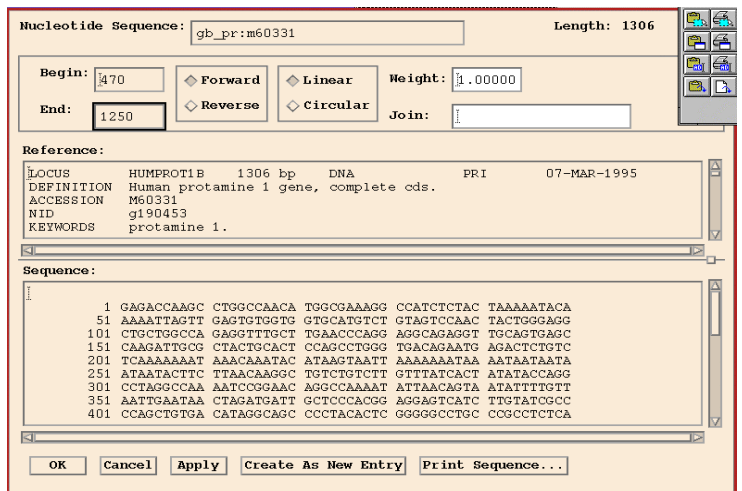 Nucleotide Sequence: gb_pr:m60331 Length: 1306
Begin: 470 Forward Linear Weight: 1.00000
End: 1250 Reverse Circular Join:
Reference:
LOCUS HUMPROT1B 1306 bp DNA PRI 07-MAR-1995
DEFINITION Human protamine 1 gene, complete cds.
ACCESSION M60331
NID g190453
KEYWORDS protamine 1.
Sequence:
1 GAGACCAAGC CTGGCCAACA TGGCGAAAGG CCATCTCTAC TAAAAATACA
51 AAAATTAGTT GAGTGTGGTG GTGCATGTCT GTAGTCCAAC TACTGGGAGG
101 CTGCTGGCCA GAGGTTTGCT TGAACCCAGG AGGCAGAGGT TGCAGTGAGC
151 CAAGATTGCG CTACTGCACT CCAGCCTGGG TGACAGAATG AGACTCTGTC
201 TCAAAAAAAT AAACAAATAC ATAAGTAATT AAAAAAATAA AATAATAATA
251 ATAATACTTC TTAACAAGGC TGTCTGTCTT GTTTATCACT ATATACCAGG
301 CCTAGGCCAA AATCCGGAAC AGGCCAAAAT ATTAACAGTA ATATTTTGTT
351 AATTGAATAA CTAGATGATT GCTCCCACGG GGAGTCATC TTGTATCGCC
401 CCAGCTGTGA CATAGGCAGC CCCTACACTC GGGGGCCTGC CCGCCTCTCA
OK Cancel Apply Create As New Entry Print Sequence...